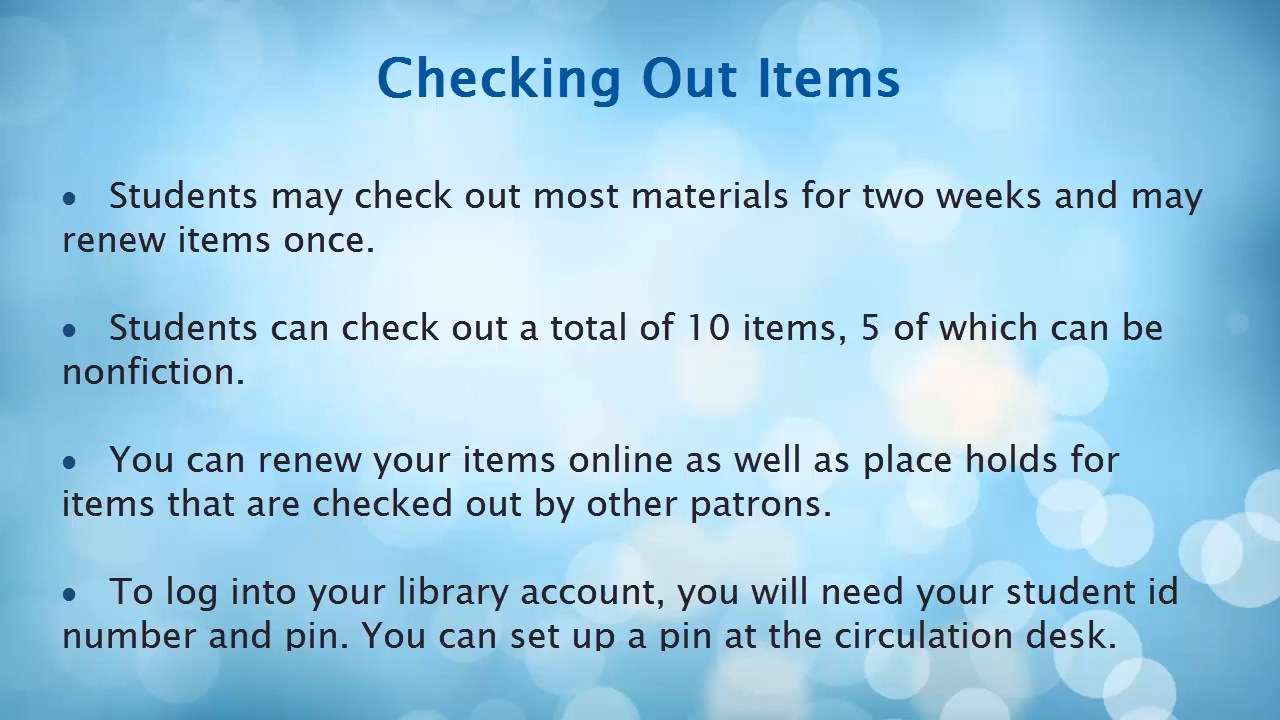 Checking Out Items
• Students may check out most materials for two weeks and may
renew items once.
• Students can check out a total of 10 items, 5 of which can be
nonfiction.
• You can renew your items online as well as place holds for
items that are checked out by other patrons.
• To log into your library account, you will need your student id
number and pin. You can set up a pin at the circulation desk.